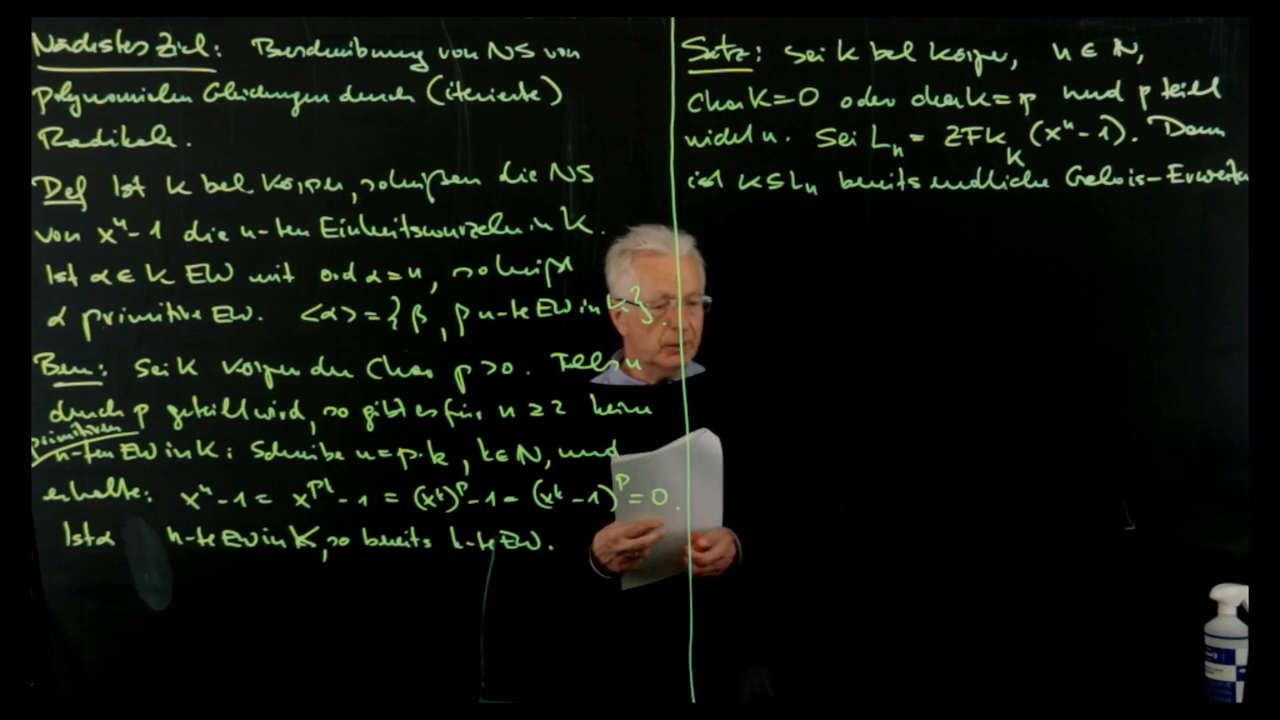 Nächstes Ziel: Beschreibung von NS von
polynomialen Gleichungen durch (iterierte)
Radikale.
Def Ist K bel. Körper, so heißen die NS
von x^n - 1 die n-ten Einheitswurzeln in K.
Ist α ∈ K EW mit ord α = n, so heißt
α primitive EW. <α> = { β, β n-te EW in K }.
Bem: Sei K Körper der Char p > 0. Falls n
durch p geteilt wird, so gibt es für n ≥ 2 keine
primitiven
n-ten EW in K: Schreibe n = p·k, k ∈ N, und
erhalte: x^n - 1 = x^{pk} - 1 = (x^k)^p - 1 = (x^k - 1)^p = 0.
Ist α n-te EW in K, so bereits k-te EW.
Satz: Sei K bel Körper, n ∈ N,
Char K = 0 oder char K = p und p teilt
nicht n. Sei L_n = ZFK_K (x^n - 1). Dann
ist K ≤ L_n bereits endliche Galois-Erweiter